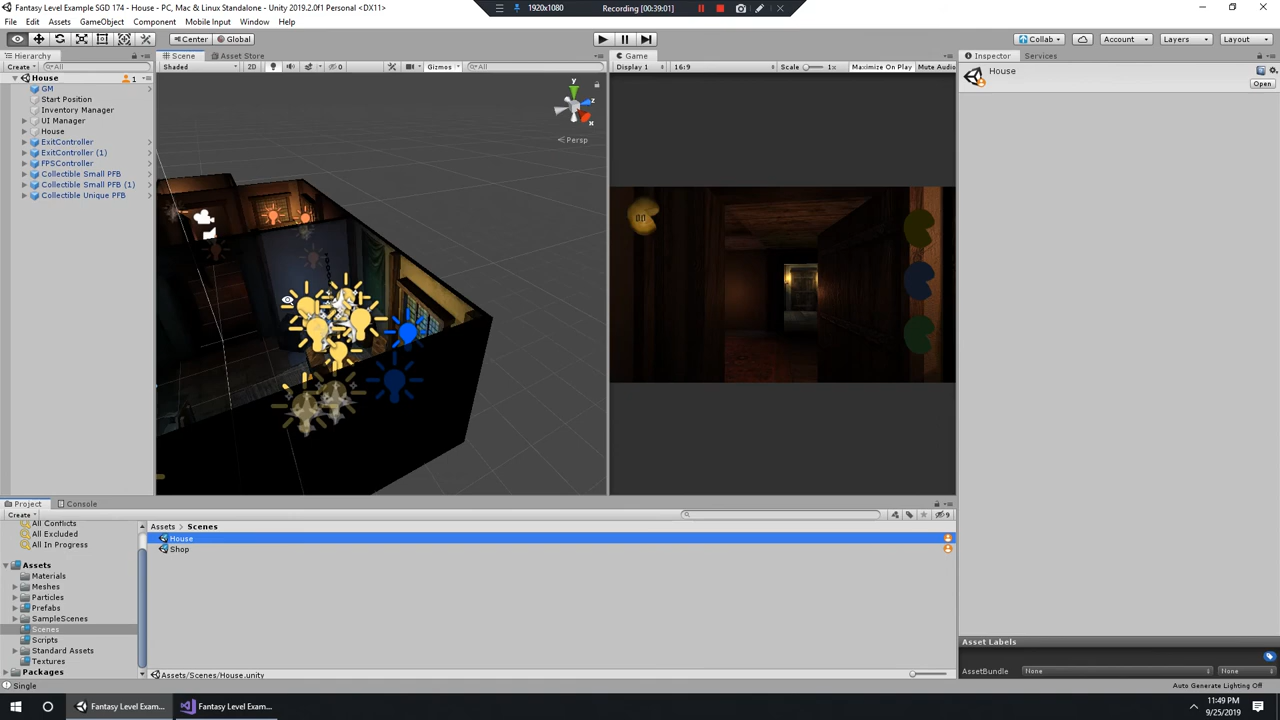 Fantasy Level Example SGD 174 - House - PC, Mac & Linux Standalone - Unity 2019.2.0f1 Personal <DX11>
1920x1080 Recording [00:39:01]
File Edit Assets GameObject Component Mobile Input Window Help
Center Global Collab Account Layers Layout
Hierarchy Scene Asset Store Game Inspector Services
Create All Shaded 2D 0 Gizmos All Display 1 16:9 Scale 1x Maximize On Play Mute Audio House
House 1 Open
GM
Start Position
Inventory Manager
UI Manager
House
ExitController
ExitController (1)
FPSController
Collectible Small PFB
Collectible Small PFB (1)
Collectible Unique PFB
y
z
x
Persp
00
Project Console
Create 9
All Conflicts
All Excluded
All In Progress
Assets
Materials
Meshes
Particles
Prefabs
SampleScenes
Scenes
Scripts
Standard Assets
Textures
Packages
Assets Scenes
House
Shop
Assets/Scenes/House.unity
Asset Labels
AssetBundle None None
Single Auto Generate Lighting Off
Fantasy Level Exam... Fantasy Level Exam... 11:49 PM
9/25/2019